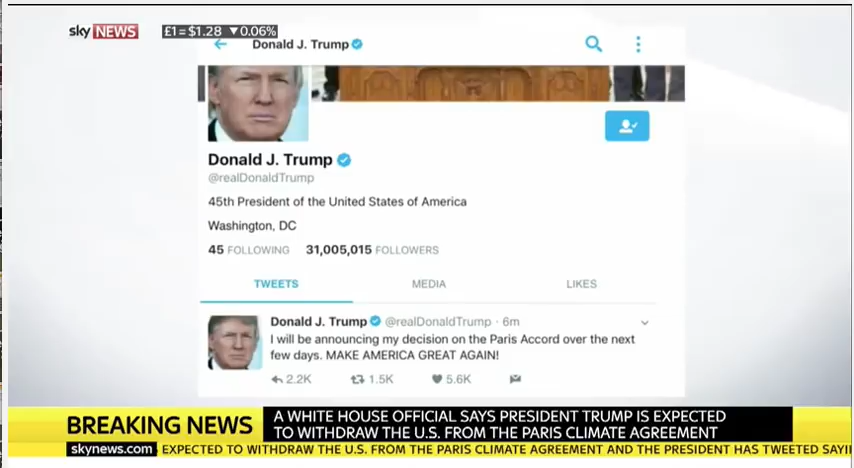 sky NEWS
£1=$1.28 ▼0.06%
Donald J. Trump
Donald J. Trump
@realDonaldTrump
45th President of the United States of America
Washington, DC
45 FOLLOWING 31,005,015 FOLLOWERS
TWEETS MEDIA LIKES
Donald J. Trump @realDonaldTrump · 6m
I will be announcing my decision on the Paris Accord over the next
few days. MAKE AMERICA GREAT AGAIN!
2.2K 1.5K 5.6K
BREAKING NEWS
A WHITE HOUSE OFFICIAL SAYS PRESIDENT TRUMP IS EXPECTED
TO WITHDRAW THE U.S. FROM THE PARIS CLIMATE AGREEMENT
skynews.com EXPECTED TO WITHDRAW THE U.S. FROM THE PARIS CLIMATE AGREEMENT AND THE PRESIDENT HAS TWEETED SAYI